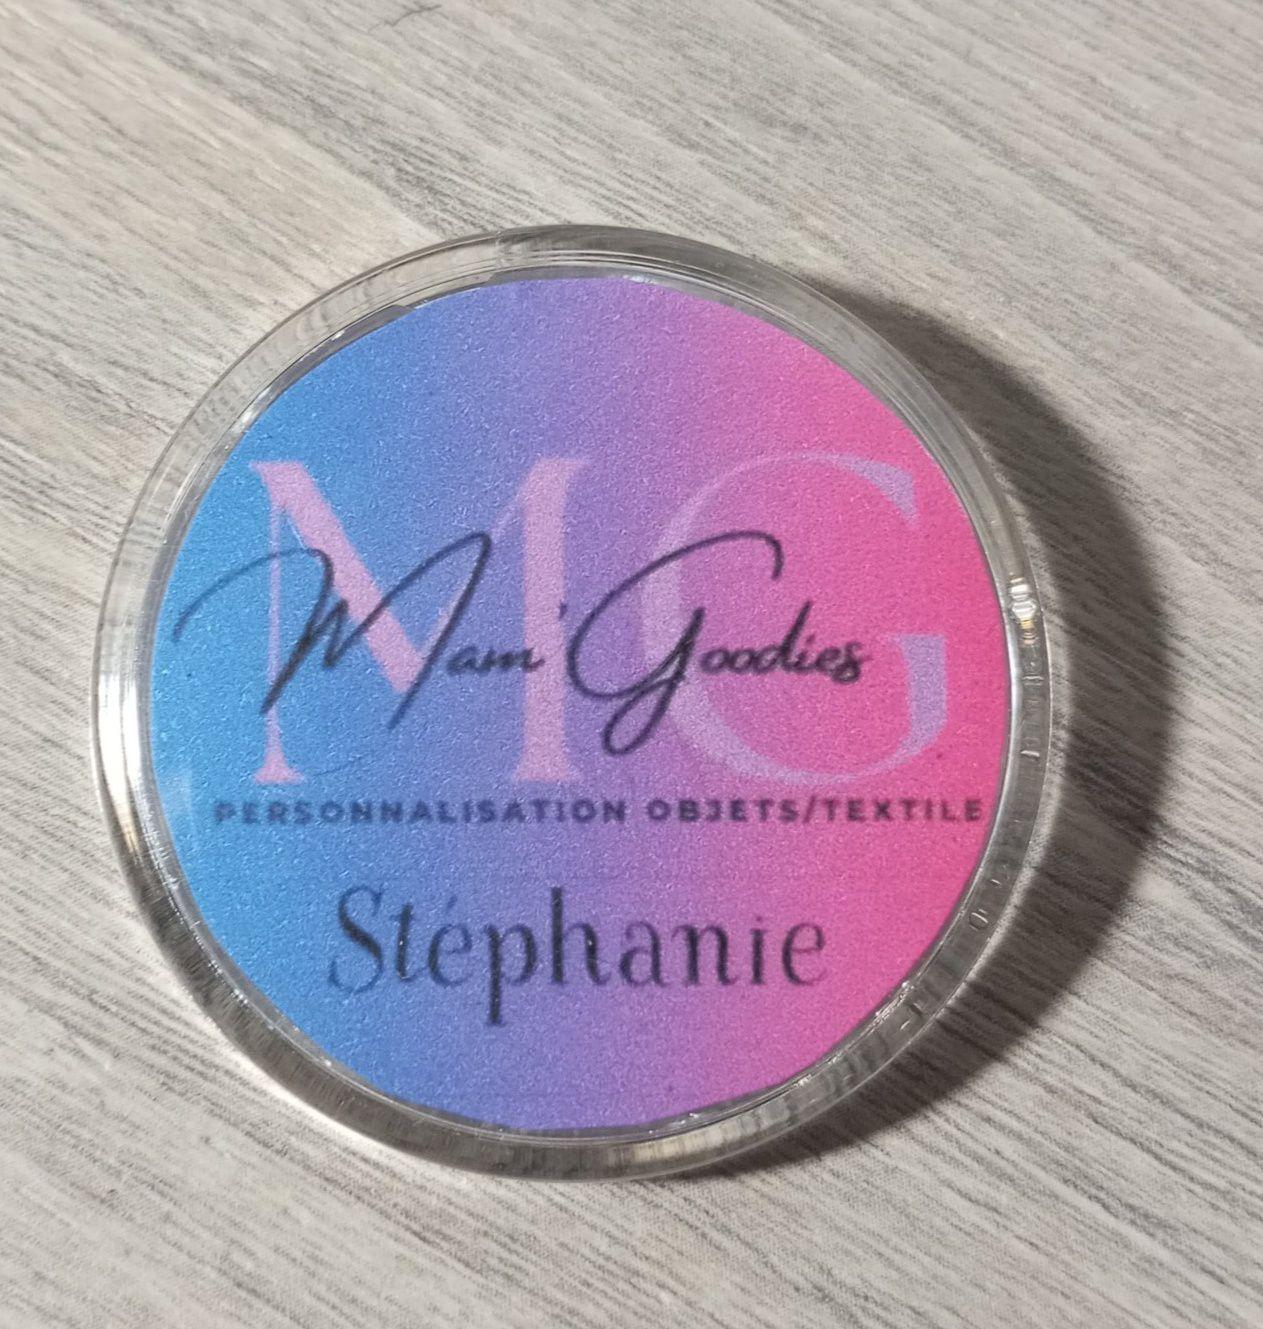 MG
Mam'Goodies
PERSONNALISATION OBJETS/TEXTILE
Stéphanie